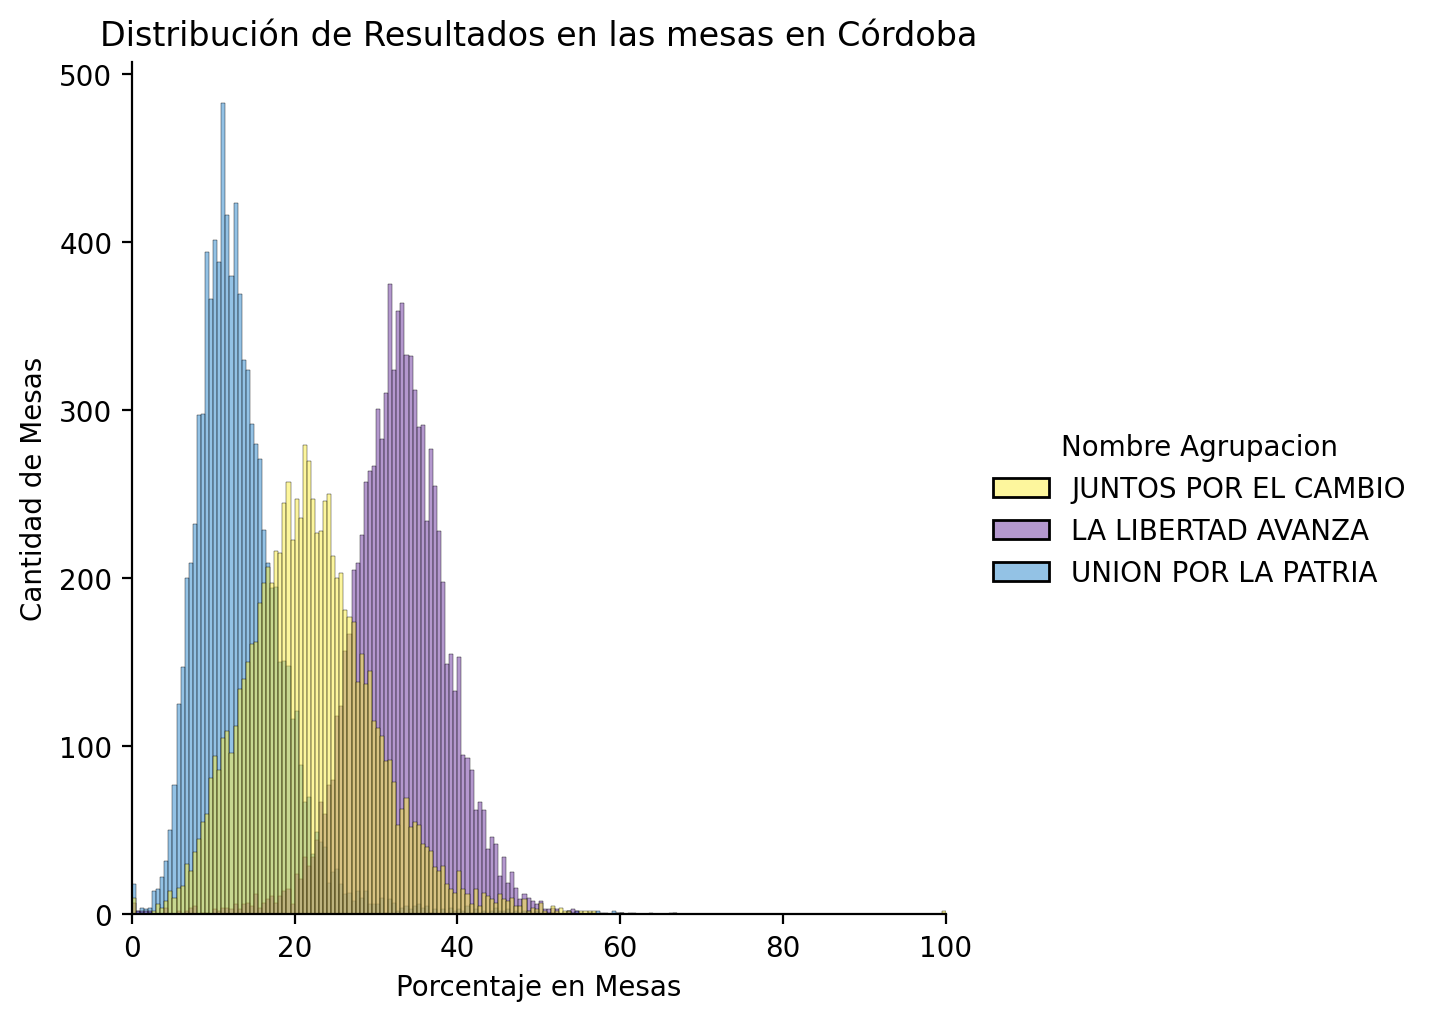 Distribución de Resultados en las mesas en Córdoba
500
400
300
200
100
0
Cantidad de Mesas
0 20 40 60 80 100
Porcentaje en Mesas
Nombre Agrupacion
JUNTOS POR EL CAMBIO
LA LIBERTAD AVANZA
UNION POR LA PATRIA